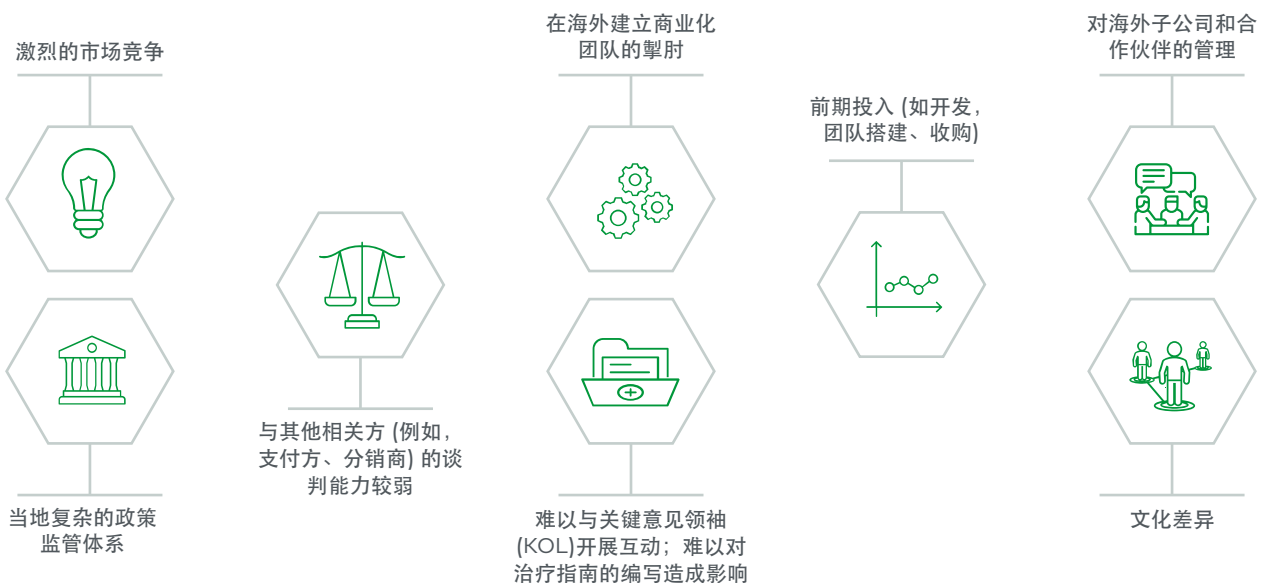 激烈的市场竞争
当地复杂的政策
监管体系
与其他相关方 (例如，
支付方、分销商) 的谈
判能力较弱
在海外建立商业化
团队的掣肘
难以与关键意见领袖
(KOL)开展互动；难以对
治疗指南的编写造成影响
前期投入 (如开发，
团队搭建、收购)
对海外子公司和合
作伙伴的管理
文化差异